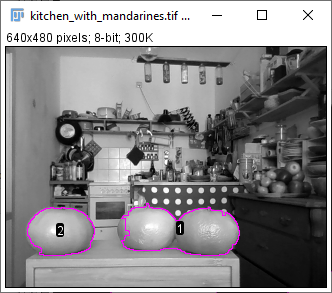 kitchen_with_mandarines.tif ...
640x480 pixels; 8-bit; 300K
2
1